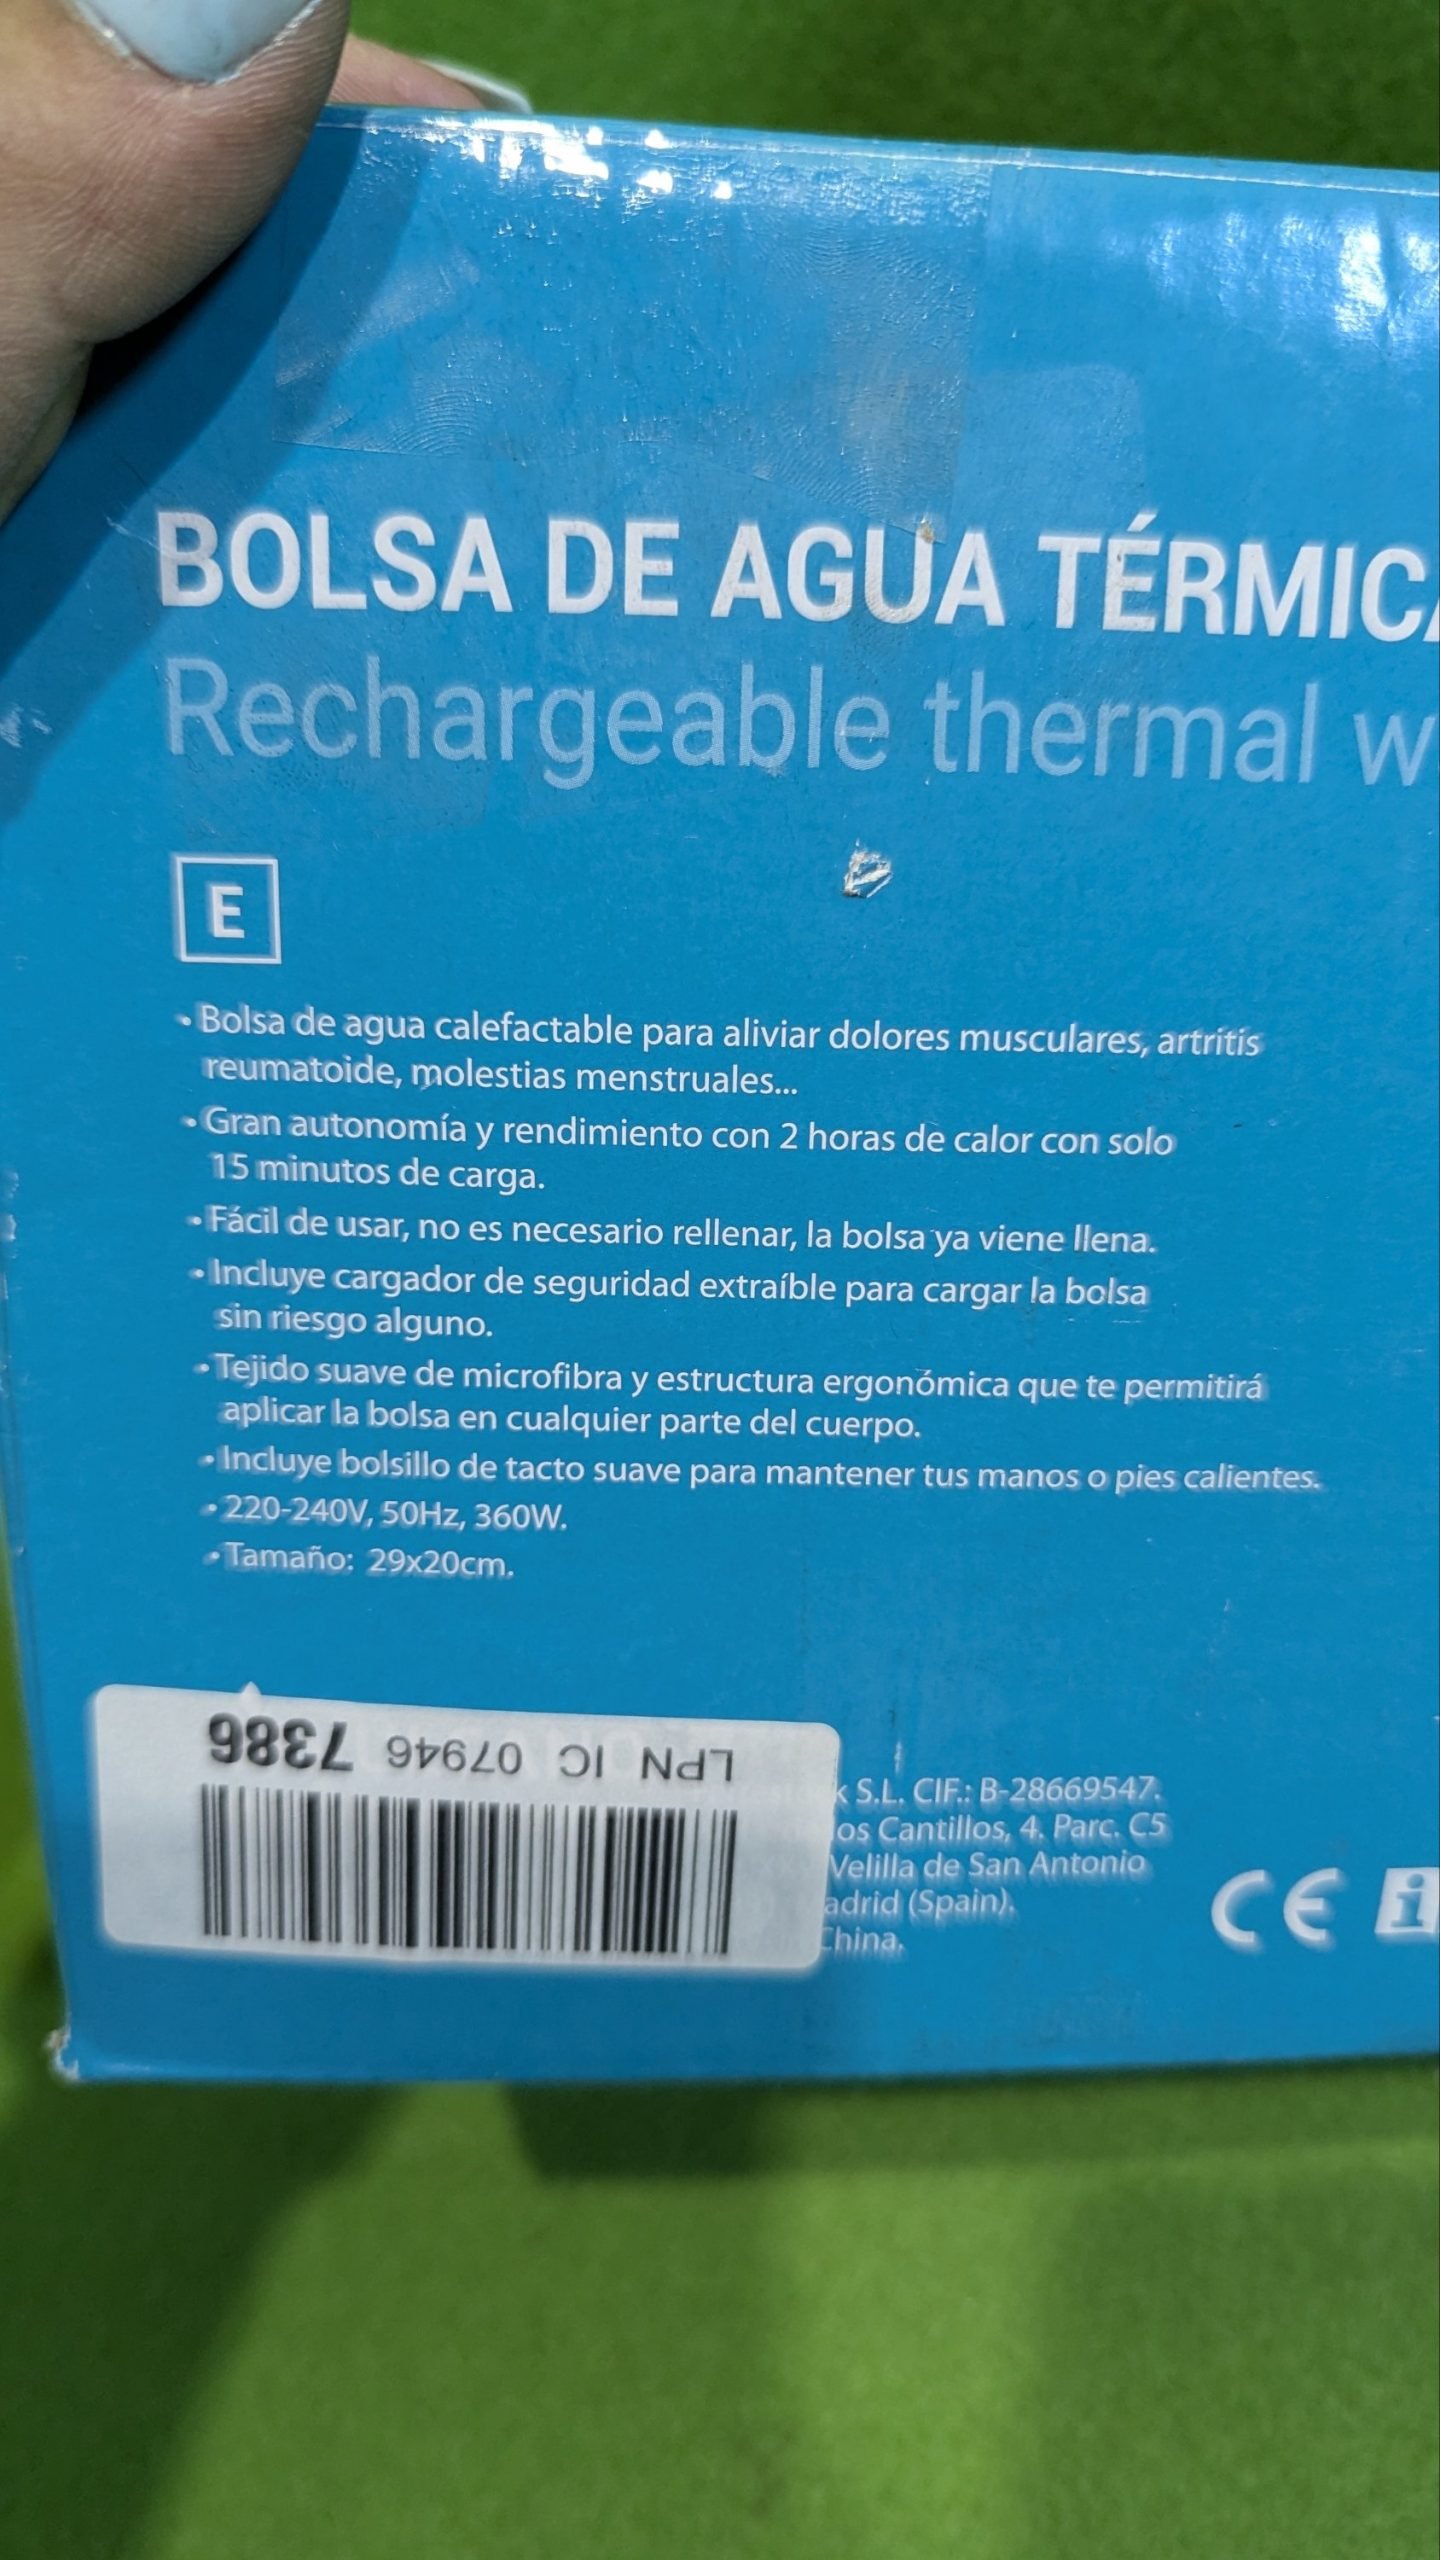 BOLSA DE AGUA TÉRMICA
Rechargeable thermal w
E
• Bolsa de agua calefactable para aliviar dolores musculares, artritis
reumatoide, molestias menstruales...
• Gran autonomía y rendimiento con 2 horas de calor con solo
15 minutos de carga.
• Fácil de usar, no es necesario rellenar, la bolsa ya viene llena.
• Incluye cargador de seguridad extraíble para cargar la bolsa
sin riesgo alguno.
• Tejido suave de microfibra y estructura ergonómica que te permitirá
aplicar la bolsa en cualquier parte del cuerpo.
• Incluye bolsillo de tacto suave para mantener tus manos o pies calientes.
• 220-240V, 50Hz, 360W.
• Tamaño: 29x20cm.
LPN IC 07946 7386
k S.L. CIF.: B-28669547.
os Cantillos, 4. Parc. C5
Velilla de San Antonio
adrid (Spain).
China.
CE i